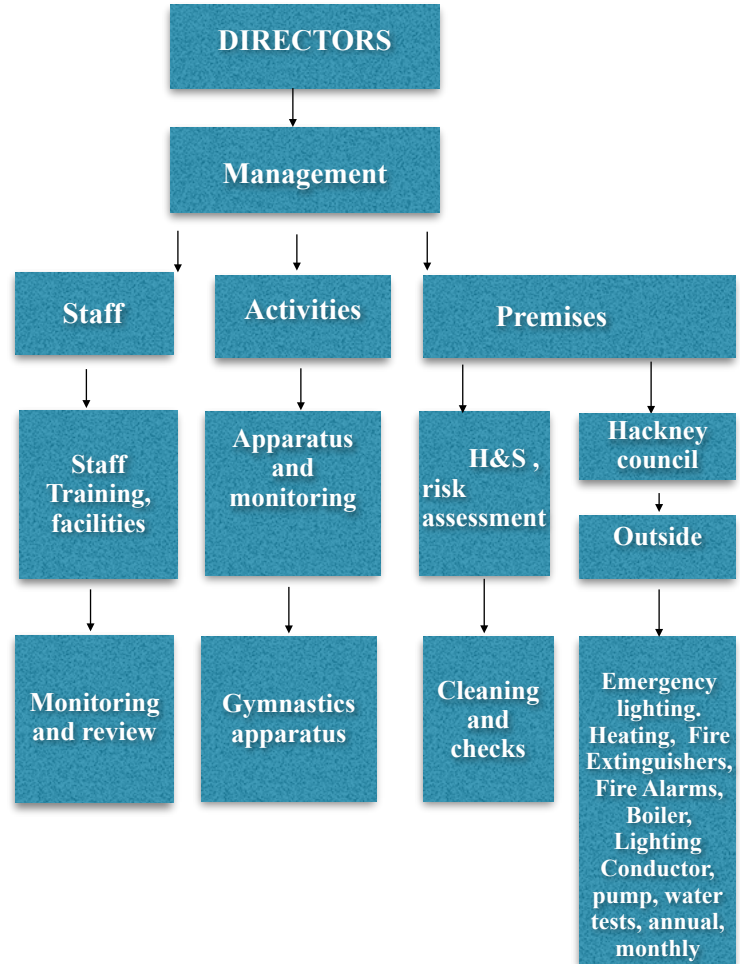 DIRECTORS
Management
Staff
Activities
Premises
Staff
Training,
facilities
Apparatus
and
monitoring
H&S ,
risk
assessment
Hackney
council
Outside
Monitoring
and review
Gymnastics
apparatus
Cleaning
and
checks
Emergency
lighting.
Heating, Fire
Extinguishers,
Fire Alarms,
Boiler,
Lighting
Conductor,
pump, water
tests, annual,
monthly